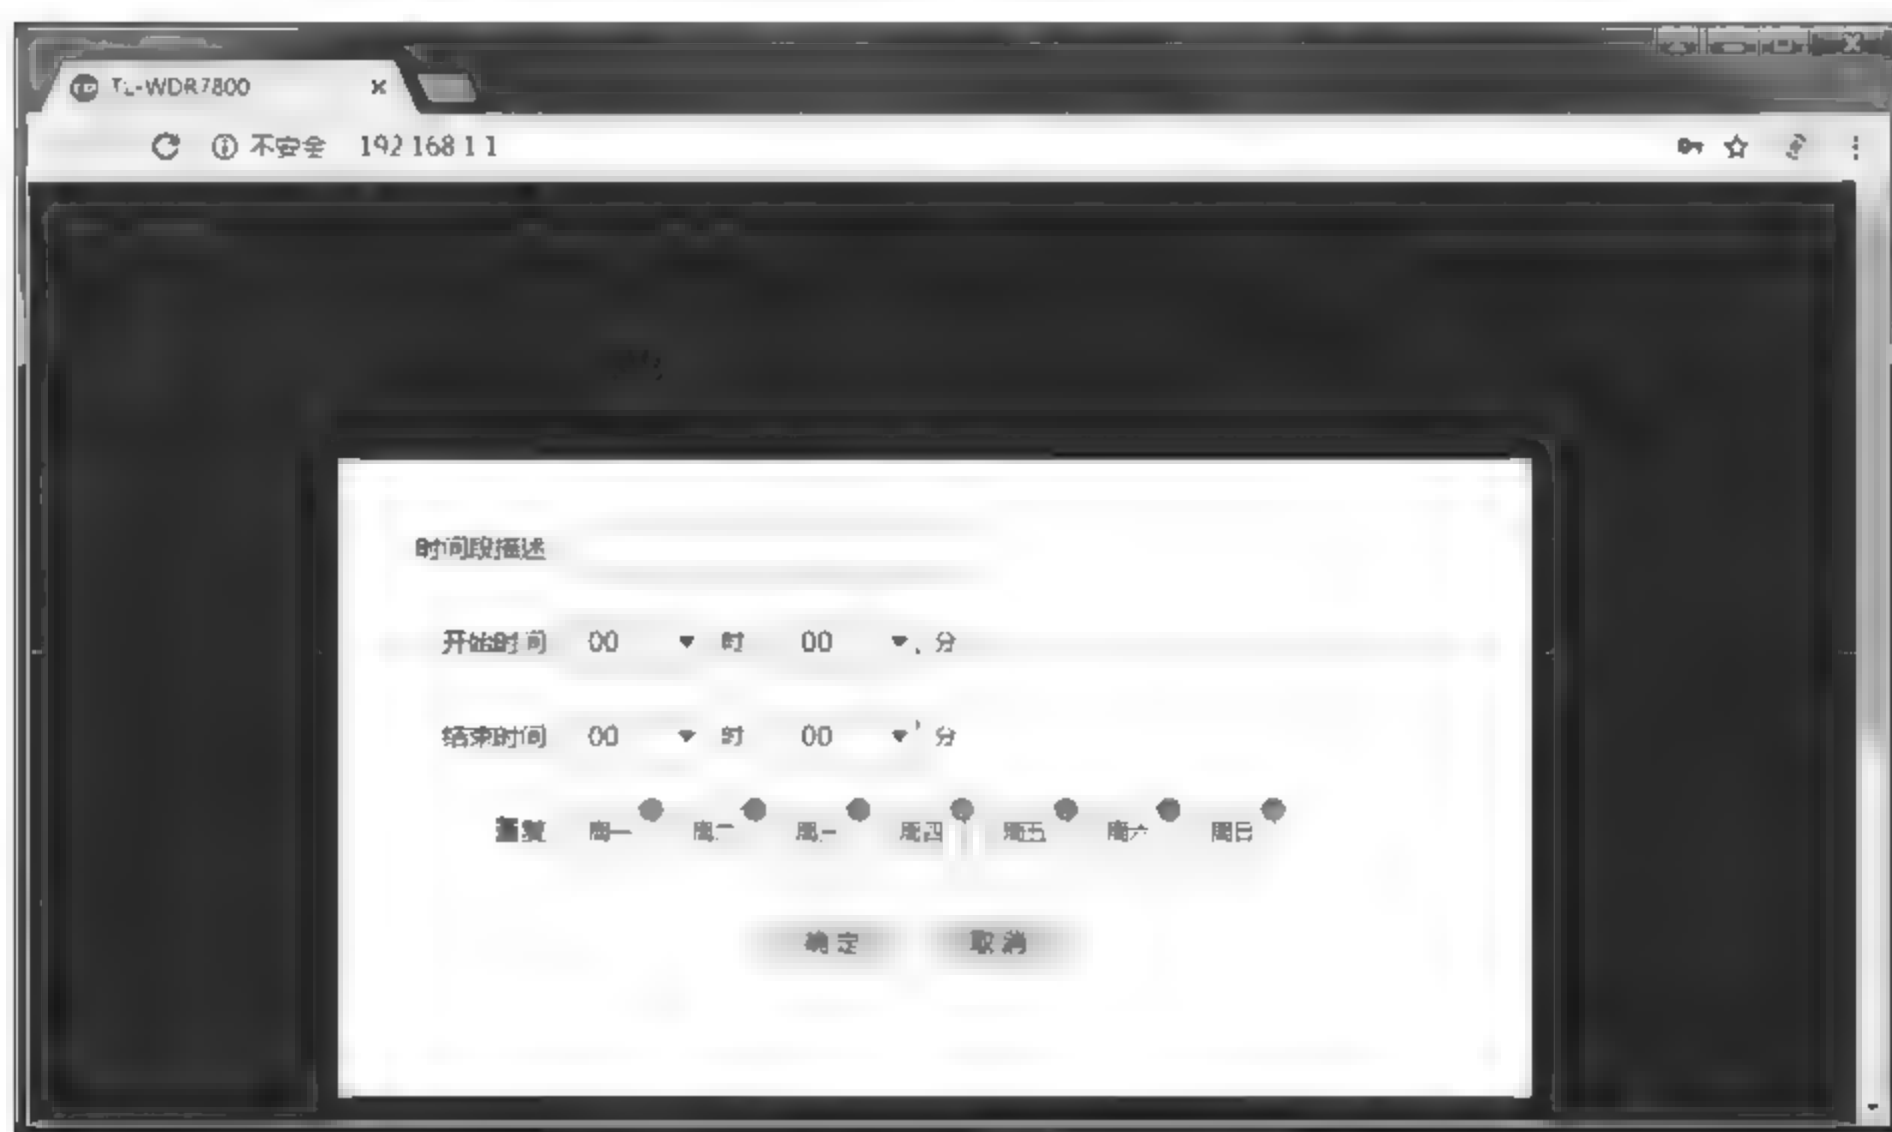 TL-WDR7800
不安全 192 168 1 1
时间段描述
开始时间 00 时 00 分
结束时间 00 时 00 分
重复 周一 周二 周三 周四 周五 周六 周日
确定 取消